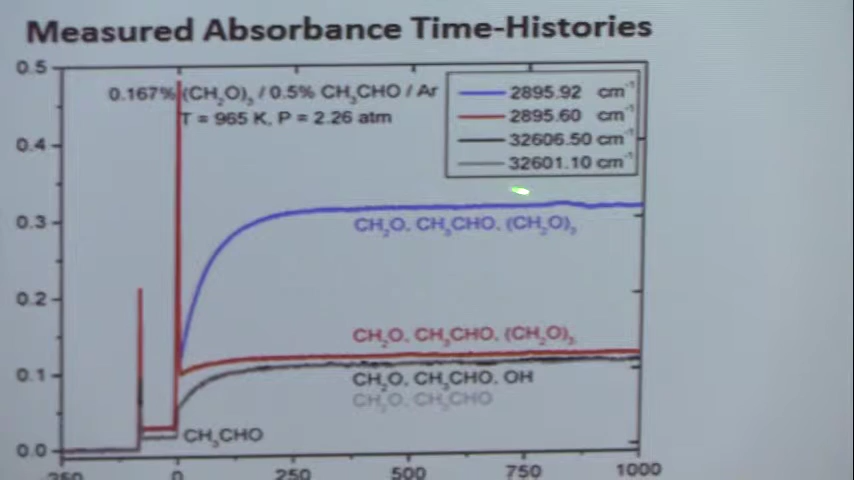 Measured Absorbance Time-Histories
0.5
0.4
0.3
0.2
0.1
0.0
0.167% (CH₂O)₃ / 0.5% CH₃CHO / Ar
T = 965 K, P = 2.26 atm
2895.92 cm⁻¹
2895.60 cm⁻¹
32606.50 cm⁻¹
32601.10 cm⁻¹
CH₂O, CH₃CHO, (CH₂O)₃
CH₂O, CH₃CHO, (CH₂O)₃
CH₂O, CH₃CHO, OH
CH₂O, CH₃CHO
CH₃CHO
-250 0 250 500 750 1000